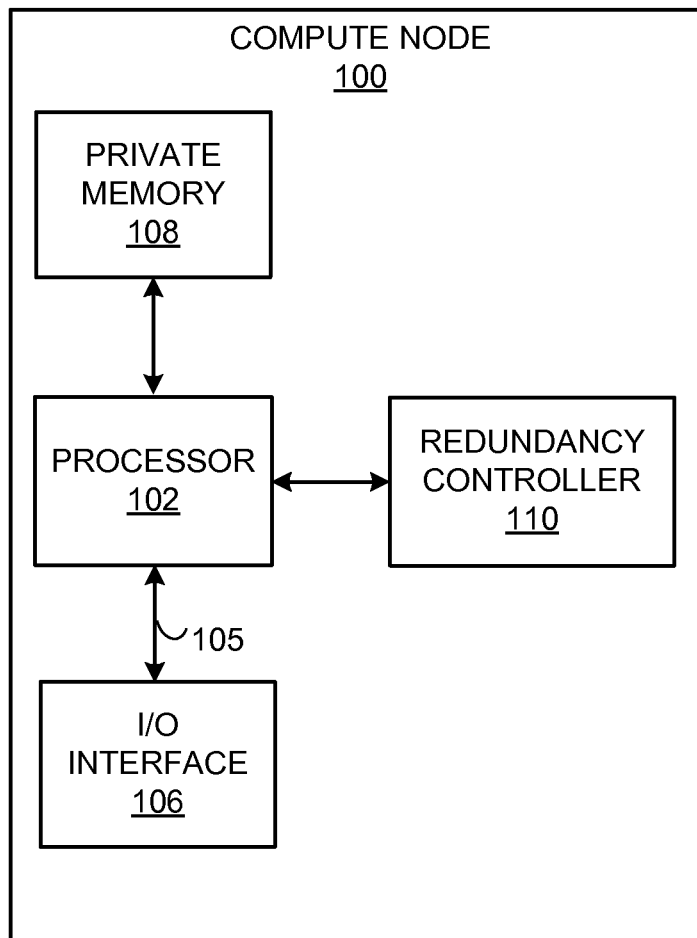 COMPUTE NODE
100
PRIVATE
MEMORY
108
PROCESSOR
102
REDUNDANCY
CONTROLLER
110
105
I/O
INTERFACE
106